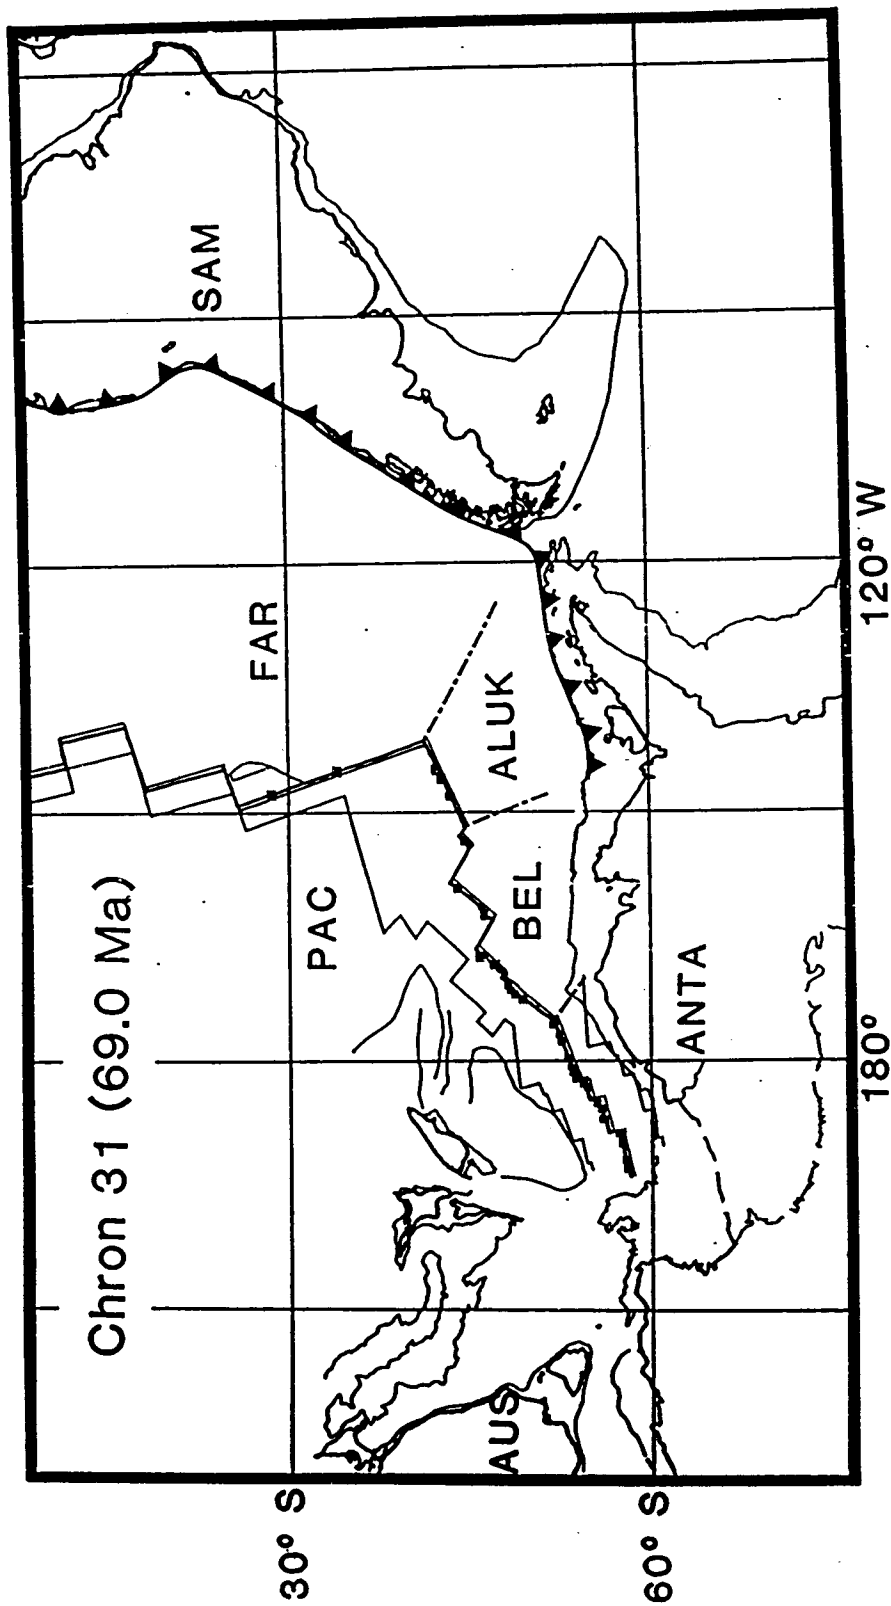 Chron 31 (69.0 Ma)
SAM
FAR
PAC
ALUK
BEL
ANTA
AUS
30° S
60° S
180°
120° W